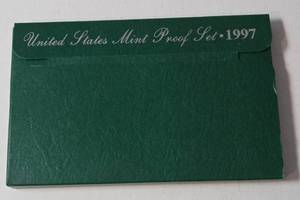 United States Mint Proof Set • 1997